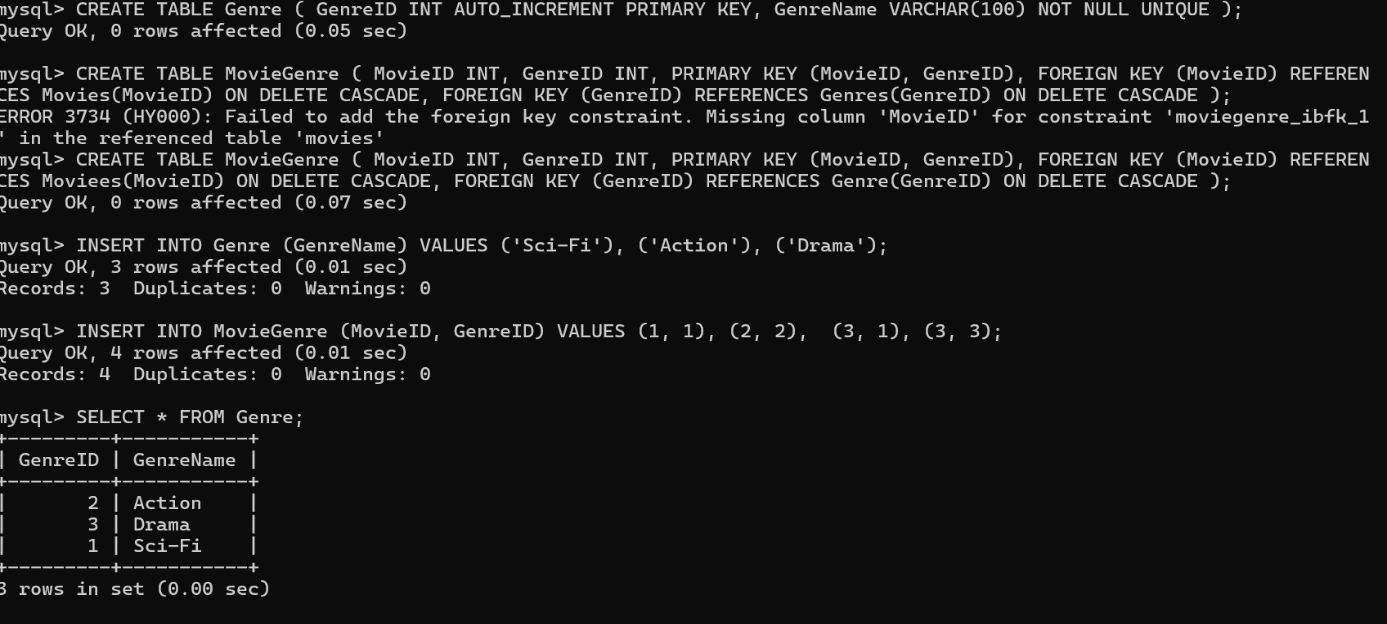 mysql> CREATE TABLE Genre ( GenreID INT AUTO_INCREMENT PRIMARY KEY, GenreName VARCHAR(100) NOT NULL UNIQUE );
Query OK, 0 rows affected (0.05 sec)
mysql> CREATE TABLE MovieGenre ( MovieID INT, GenreID INT, PRIMARY KEY (MovieID, GenreID), FOREIGN KEY (MovieID) REFEREN
CES Movies(MovieID) ON DELETE CASCADE, FOREIGN KEY (GenreID) REFERENCES Genres(GenreID) ON DELETE CASCADE );
ERROR 3734 (HY000): Failed to add the foreign key constraint. Missing column 'MovieID' for constraint 'moviegenre_ibfk_1
' in the referenced table 'movies'
mysql> CREATE TABLE MovieGenre ( MovieID INT, GenreID INT, PRIMARY KEY (MovieID, GenreID), FOREIGN KEY (MovieID) REFEREN
CES Moviees(MovieID) ON DELETE CASCADE, FOREIGN KEY (GenreID) REFERENCES Genre(GenreID) ON DELETE CASCADE );
Query OK, 0 rows affected (0.07 sec)
mysql> INSERT INTO Genre (GenreName) VALUES ('Sci-Fi'), ('Action'), ('Drama');
Query OK, 3 rows affected (0.01 sec)
Records: 3  Duplicates: 0  Warnings: 0
mysql> INSERT INTO MovieGenre (MovieID, GenreID) VALUES (1, 1), (2, 2),  (3, 1), (3, 3);
Query OK, 4 rows affected (0.01 sec)
Records: 4  Duplicates: 0  Warnings: 0
mysql> SELECT * FROM Genre;
+---------+-----------+
| GenreID | GenreName |
+---------+-----------+
|       2 | Action    |
|       3 | Drama     |
|       1 | Sci-Fi    |
+---------+-----------+
3 rows in set (0.00 sec)